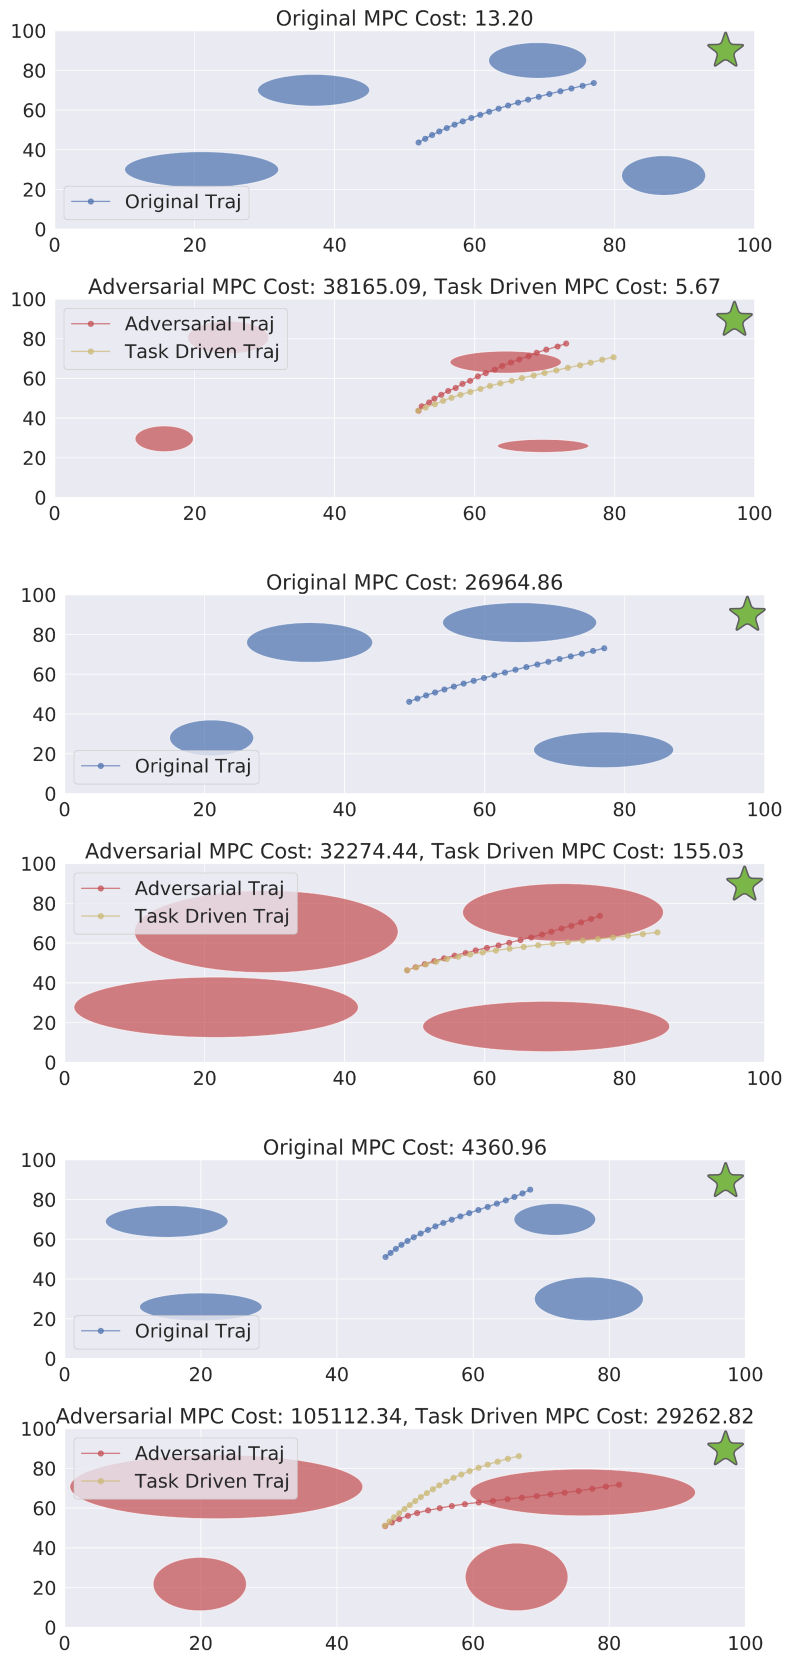 Original MPC Cost: 13.20
100
80
60
40
20
0
Original Traj
0 20 40 60 80 100
Adversarial MPC Cost: 38165.09, Task Driven MPC Cost: 5.67
100
80
60
40
20
0
Adversarial Traj
Task Driven Traj
0 20 40 60 80 100
Original MPC Cost: 26964.86
100
80
60
40
20
0
Original Traj
0 20 40 60 80 100
Adversarial MPC Cost: 32274.44, Task Driven MPC Cost: 155.03
100
80
60
40
20
0
Adversarial Traj
Task Driven Traj
0 20 40 60 80 100
Original MPC Cost: 4360.96
100
80
60
40
20
0
Original Traj
0 20 40 60 80 100
Adversarial MPC Cost: 105112.34, Task Driven MPC Cost: 29262.82
100
80
60
40
20
0
Adversarial Traj
Task Driven Traj
0 20 40 60 80 100